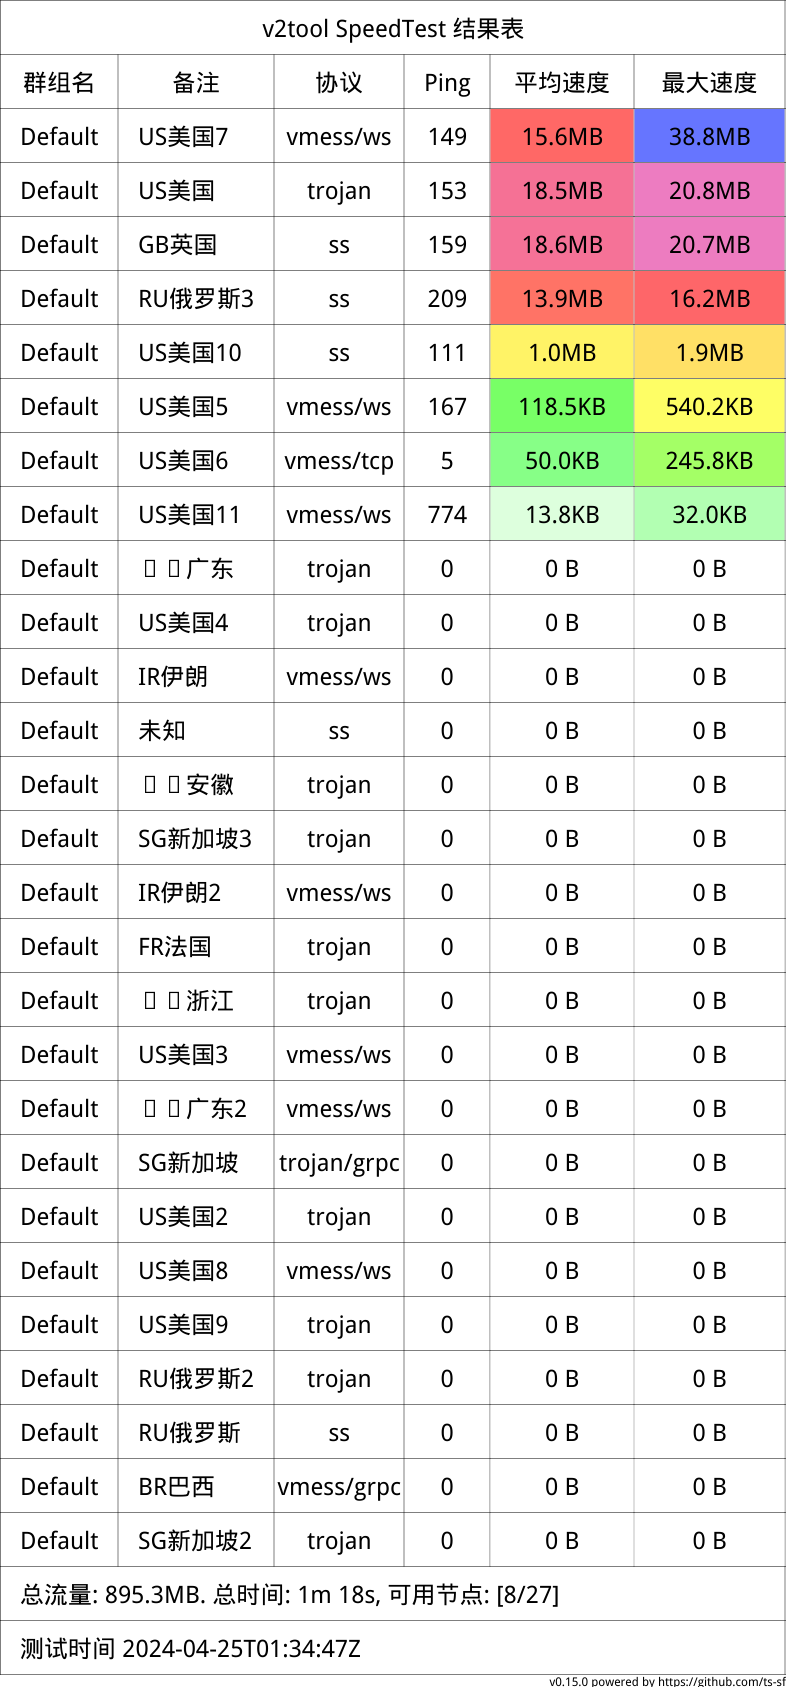 v2tool SpeedTest 结果表
群组名 备注 协议 Ping 平均速度 最大速度
Default US美国7 vmess/ws 149 15.6MB 38.8MB
Default US美国 trojan 153 18.5MB 20.8MB
Default GB英国 ss 159 18.6MB 20.7MB
Default RU俄罗斯3 ss 209 13.9MB 16.2MB
Default US美国10 ss 111 1.0MB 1.9MB
Default US美国5 vmess/ws 167 118.5KB 540.2KB
Default US美国6 vmess/tcp 5 50.0KB 245.8KB
Default US美国11 vmess/ws 774 13.8KB 32.0KB
Default 广东 trojan 0 0 B 0 B
Default US美国4 trojan 0 0 B 0 B
Default IR伊朗 vmess/ws 0 0 B 0 B
Default 未知 ss 0 0 B 0 B
Default 安徽 trojan 0 0 B 0 B
Default SG新加坡3 trojan 0 0 B 0 B
Default IR伊朗2 vmess/ws 0 0 B 0 B
Default FR法国 trojan 0 0 B 0 B
Default 浙江 trojan 0 0 B 0 B
Default US美国3 vmess/ws 0 0 B 0 B
Default 广东2 vmess/ws 0 0 B 0 B
Default SG新加坡 trojan/grpc 0 0 B 0 B
Default US美国2 trojan 0 0 B 0 B
Default US美国8 vmess/ws 0 0 B 0 B
Default US美国9 trojan 0 0 B 0 B
Default RU俄罗斯2 trojan 0 0 B 0 B
Default RU俄罗斯 ss 0 0 B 0 B
Default BR巴西 vmess/grpc 0 0 B 0 B
Default SG新加坡2 trojan 0 0 B 0 B
总流量: 895.3MB. 总时间: 1m 18s, 可用节点: [8/27]
测试时间 2024-04-25T01:34:47Z
v0.15.0 powered by https://github.com/ts-sf